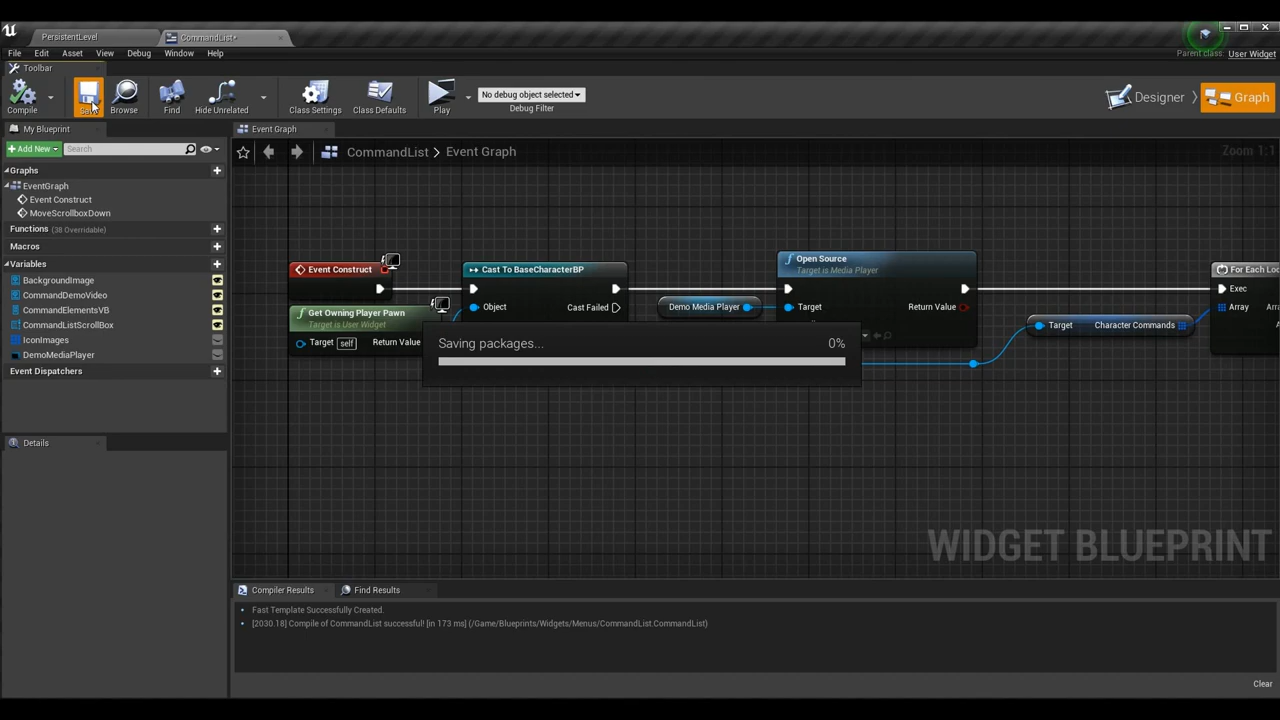 PersistentLevel
CommandList*
Parent class: User Widget
File Edit Asset View Debug Window Help
Toolbar
Compile
Save
Browse
Find
Hide Unrelated
Class Settings
Class Defaults
Play
No debug object selected
Debug Filter
Designer
Graph
My Blueprint
Event Graph
Add New
Search
CommandList > Event Graph
Zoom 1:1
Graphs
EventGraph
Event Construct
MoveScrollboxDown
Functions (38 Overridable)
Macros
Variables
BackgroundImage
CommandDemoVideo
CommandElementsVB
CommandListScrollBox
IconImages
DemoMediaPlayer
Event Dispatchers
Details
Event Construct
Get Owning Player Pawn
Target is User Widget
Target self Return Value
Cast To BaseCharacterBP
Object Cast Failed
Demo Media Player
Open Source
Target is Media Player
Target Return Value
Target Character Commands
For Each Loo
Exec
Array
Saving packages... 0%
WIDGET BLUEPRINT
Compiler Results
Find Results
Fast Template Successfully Created.
[2030.18] Compile of CommandList successful! [in 173 ms] (/Game/Blueprints/Widgets/Menus/CommandList.CommandList)
Clear